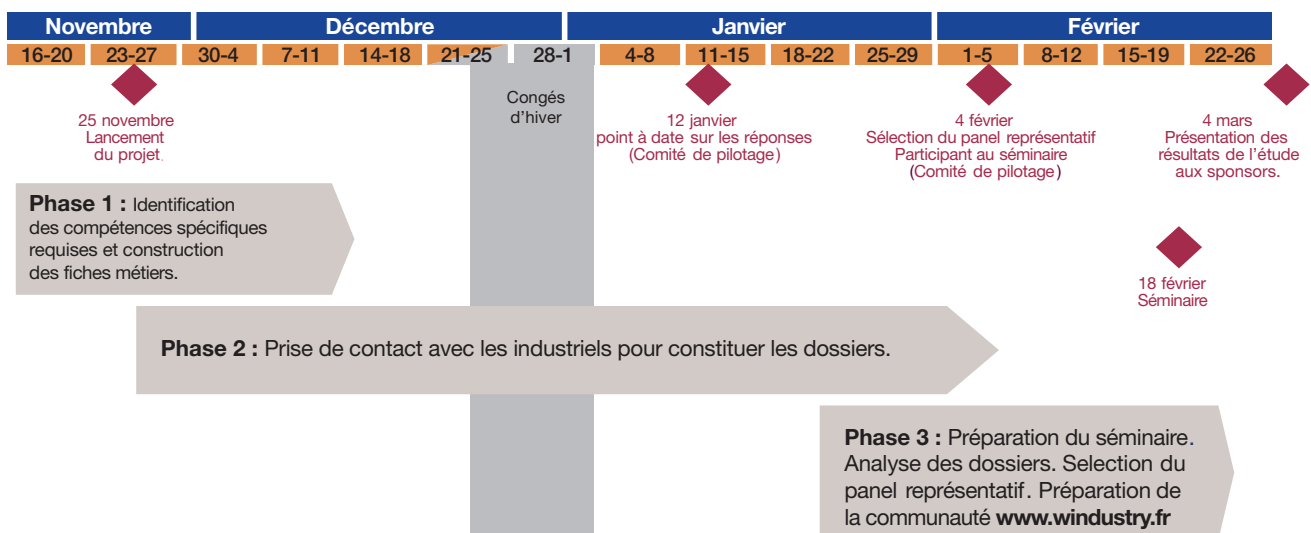 Novembre Décembre Janvier Février
16-20 23-27 30-4 7-11 14-18 21-25 28-1 4-8 11-15 18-22 25-29 1-5 8-12 15-19 22-26
Congés
d'hiver
25 novembre
Lancement
du projet.
12 janvier
point à date sur les réponses
(Comité de pilotage)
4 février
Sélection du panel représentatif
Participant au séminaire
(Comité de pilotage)
4 mars
Présentation des
résultats de l'étude
aux sponsors.
Phase 1 : Identification
des compétences spécifiques
requises et construction
des fiches métiers.
18 février
Séminaire
Phase 2 : Prise de contact avec les industriels pour constituer les dossiers.
Phase 3 : Préparation du séminaire.
Analyse des dossiers. Selection du
panel représentatif. Préparation de
la communauté www.windustry.fr